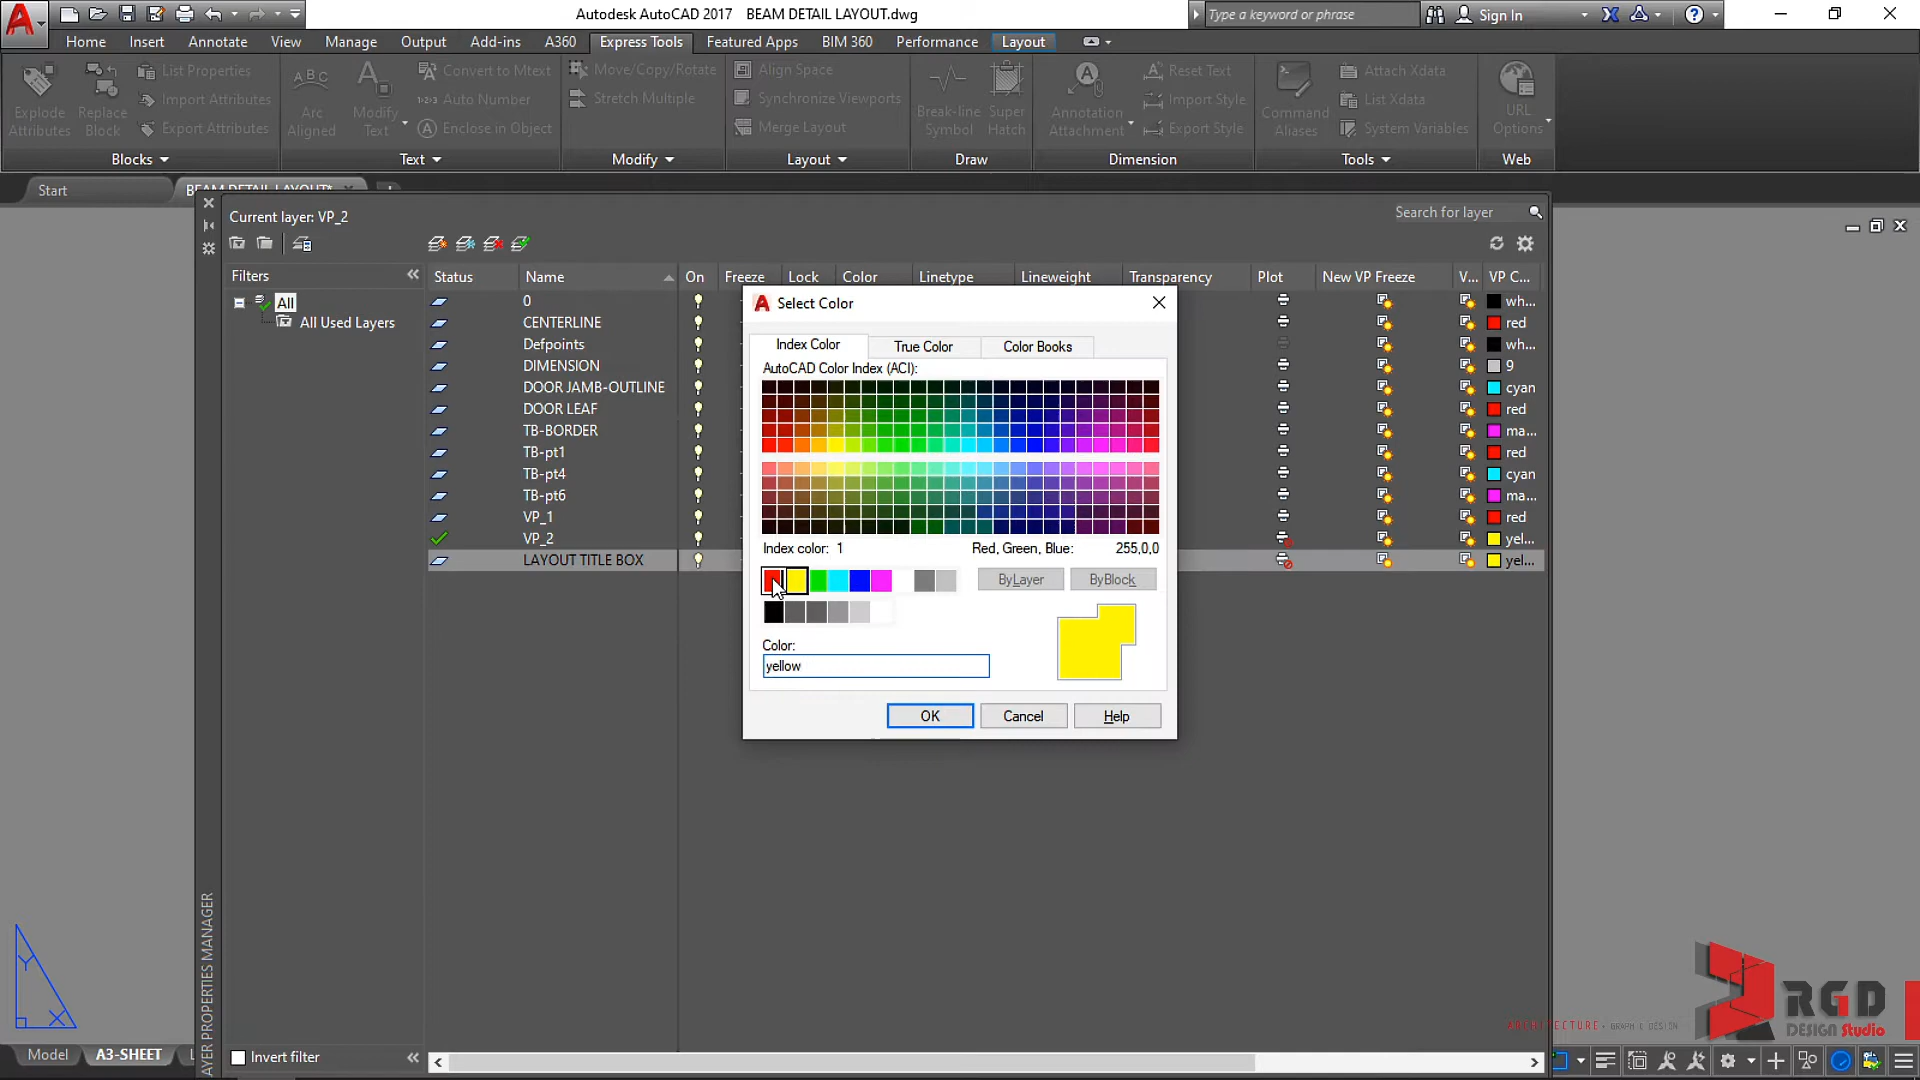 Autodesk AutoCAD 2017 BEAM DETAIL LAYOUT.dwg
Type a keyword or phrase
Sign In
Home Insert Annotate View Manage Output Add-ins A360 Express Tools Featured Apps BIM 360 Performance Layout
Explode Attributes
Replace Block
List Properties
Import Attributes
Export Attributes
Blocks
ABC
Arc Aligned
Modify Text
Convert to Mtext
Auto Number
Enclose in Object
Text
Move/Copy/Rotate
Stretch Multiple
Modify
Align Space
Synchronize Viewports
Merge Layout
Layout
Break-line Symbol
Super Hatch
Draw
Annotation Attachment
Reset Text
Import Style
Export Style
Dimension
Command Aliases
Attach Xdata
List Xdata
System Variables
Tools
URL Options
Web
Start
BEAM DETAIL LAYOUT*
Current layer: VP_2
Search for layer
Filters
All
All Used Layers
Status Name On Freeze Lock Color Linetype Lineweight Transparency Plot New VP Freeze V... VP C...
0 wh...
CENTERLINE red
Defpoints wh...
DIMENSION 9
DOOR JAMB-OUTLINE cyan
DOOR LEAF red
TB-BORDER ma...
TB-pt1 red
TB-pt4 cyan
TB-pt6 ma...
VP_1 red
VP_2 yel...
LAYOUT TITLE BOX yel...
Select Color
Index Color True Color Color Books
AutoCAD Color Index (ACI):
Index color: 1 Red, Green, Blue: 255,0,0
ByLayer ByBlock
Color:
yellow
OK Cancel Help
Invert filter
AYER PROPERTIES MANAGER
Y
X
Model A3-SHEET L
RGD
DESIGN Studio